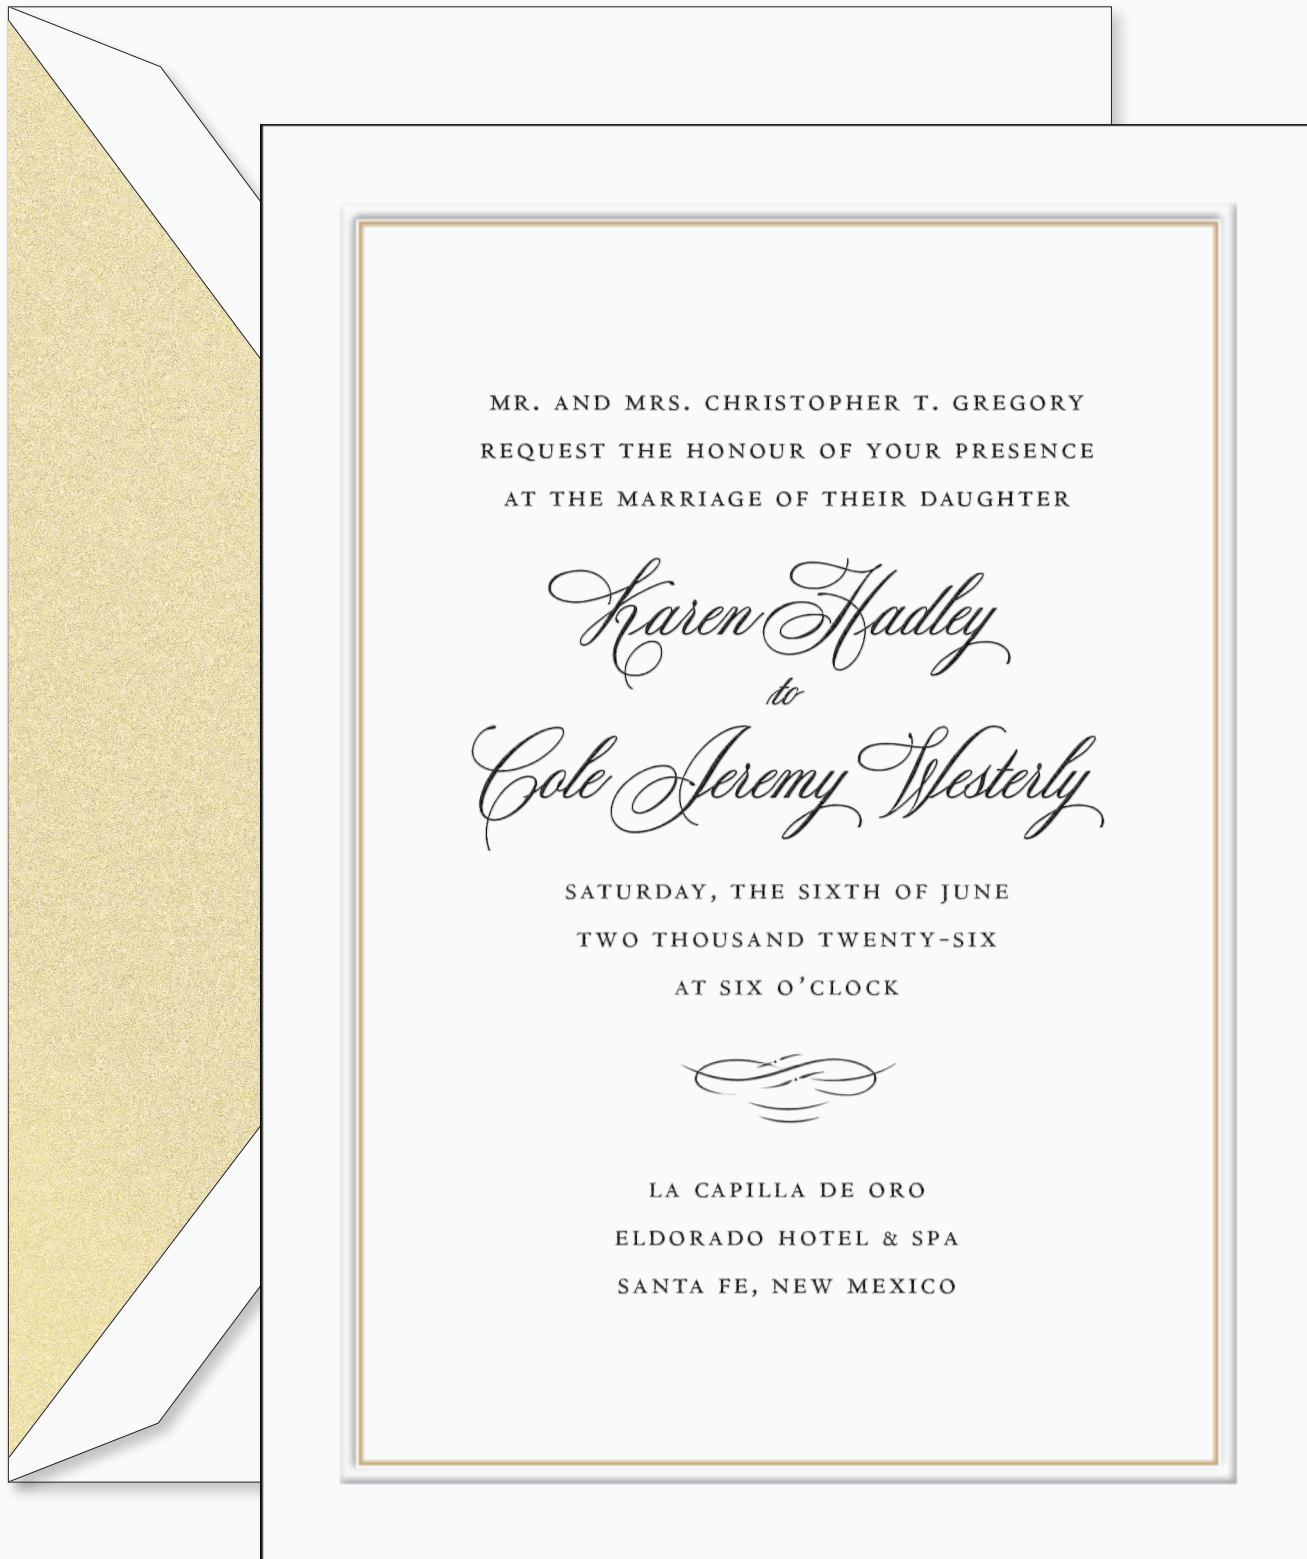 MR. AND MRS. CHRISTOPHER T. GREGORY
REQUEST THE HONOUR OF YOUR PRESENCE
AT THE MARRIAGE OF THEIR DAUGHTER
Karen Hadley
to
Cole Jeremy Westerly
SATURDAY, THE SIXTH OF JUNE
TWO THOUSAND TWENTY-SIX
AT SIX O’CLOCK
LA CAPILLA DE ORO
ELDORADO HOTEL & SPA
SANTA FE, NEW MEXICO